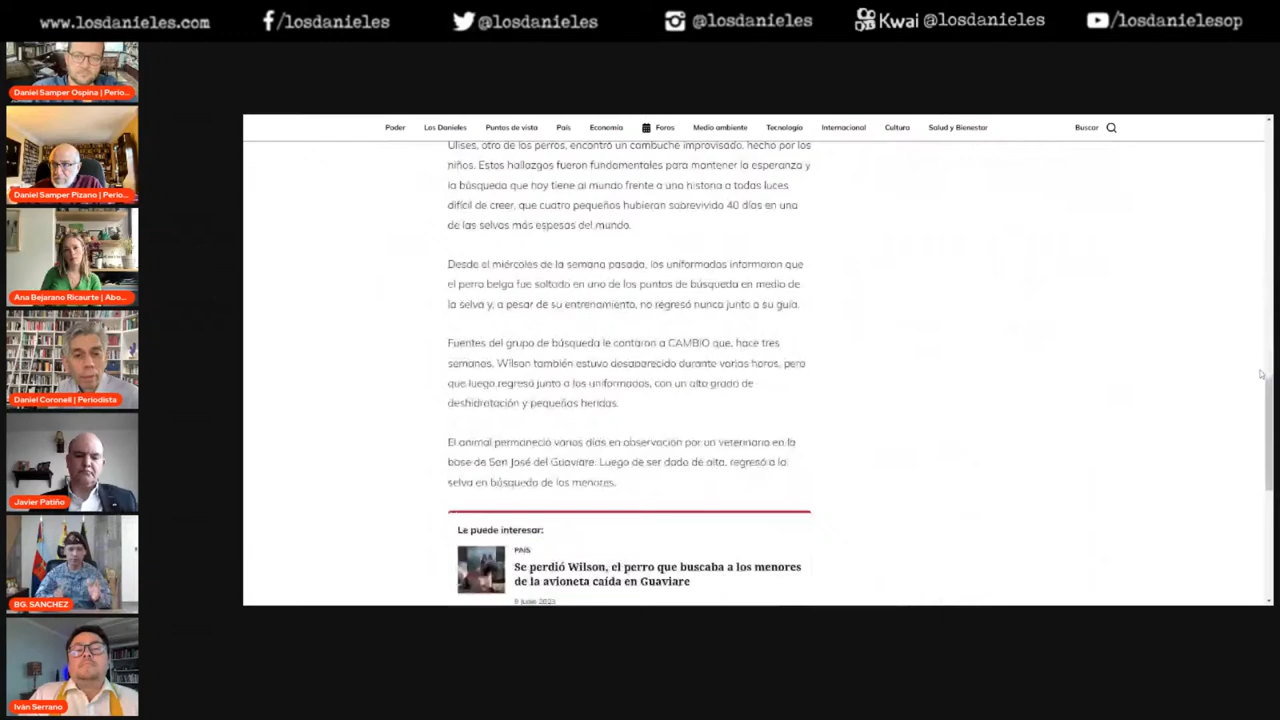 www.losdanieles.com
/losdanieles
@losdanieles
@losdanieles
Kwai @losdanieles
/losdanielesop
Daniel Samper Ospina | Perio...
Daniel Samper Pizano | Perio...
Ana Bejarano Ricaurte | Abo...
Daniel Coronell | Periodista
Javier Patiño
BG. SANCHEZ
Iván Serrano
Poder
Los Danieles
Puntos de vista
País
Economía
Foros
Medio ambiente
Tecnología
Internacional
Cultura
Salud y Bienestar
Buscar
Ulises, otro de los perros, encontró un cambuche improvisado, hecho por los
niños. Estos hallazgos fueron fundamentales para mantener la esperanza y
la búsqueda que hoy tiene al mundo frente a una historia a todas luces
difícil de creer, que cuatro pequeños hubieran sobrevivido 40 días en una
de las selvas más espesas del mundo.
Desde el miércoles de la semana pasada, los uniformados informaron que
el perro belga fue soltado en uno de los puntos de búsqueda en medio de
la selva y, a pesar de su entrenamiento, no regresó nunca junto a su guía.
Fuentes del grupo de búsqueda le contaron a CAMBIO que, hace tres
semanas, Wilson también estuvo desaparecido durante varias horas, pero
que luego regresó junto a los uniformados, con un alto grado de
deshidratación y pequeñas heridas.
El animal permaneció varios días en observación por un veterinario en la
base de San José del Guaviare. Luego de ser dado de alta, regresó a la
selva en búsqueda de los menores.
Le puede interesar:
PAÍS
Se perdió Wilson, el perro que buscaba a los menores
de la avioneta caída en Guaviare
9 junio 2023